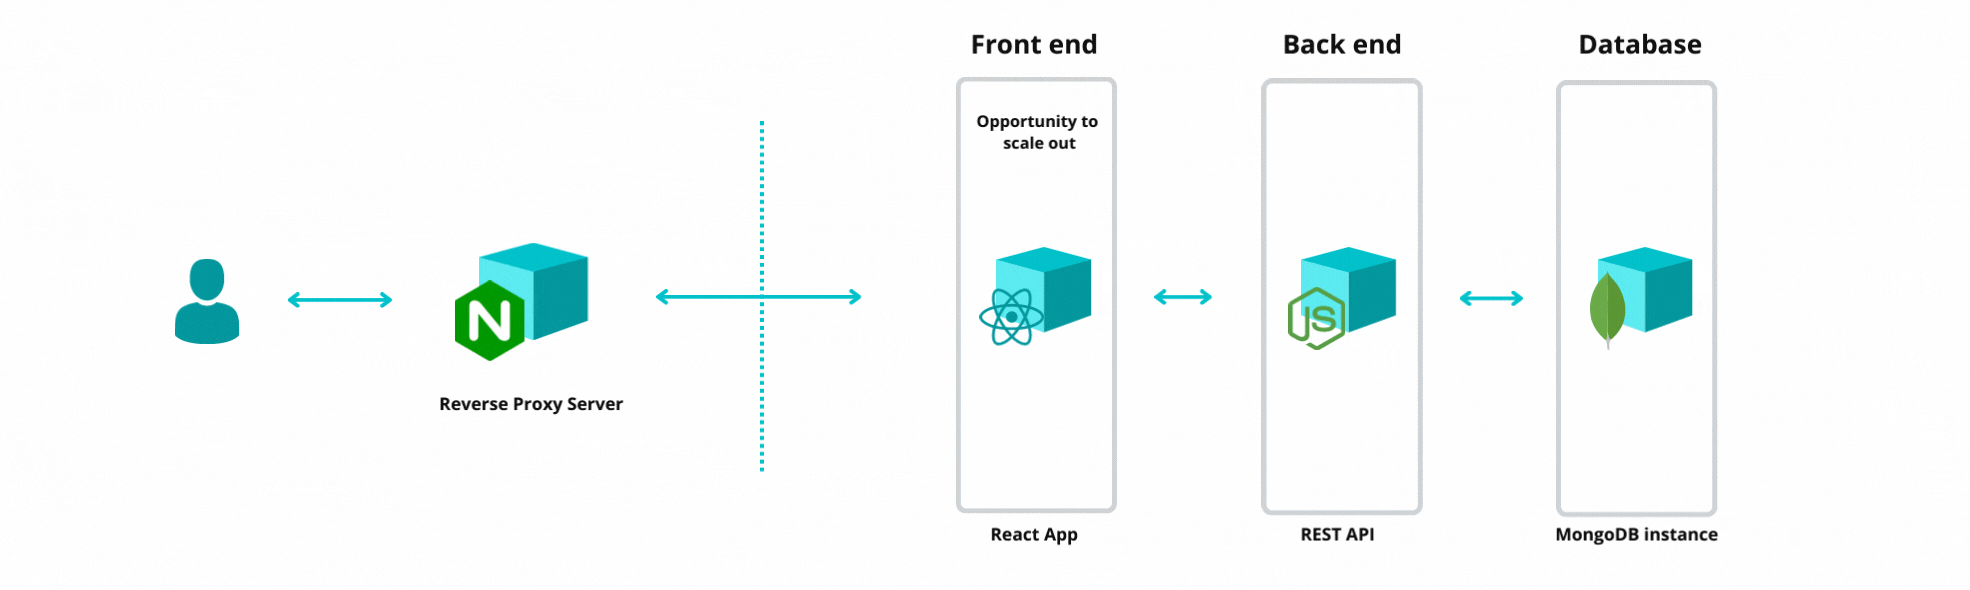 Front end
Back end
Database
Opportunity to
scale out
N
JS
Reverse Proxy Server
React App
REST API
MongoDB instance